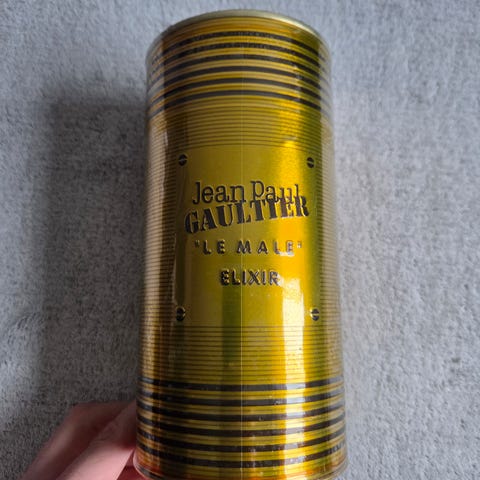 Jean Paul
GAULTIER
"LE MALE"
ELIXIR